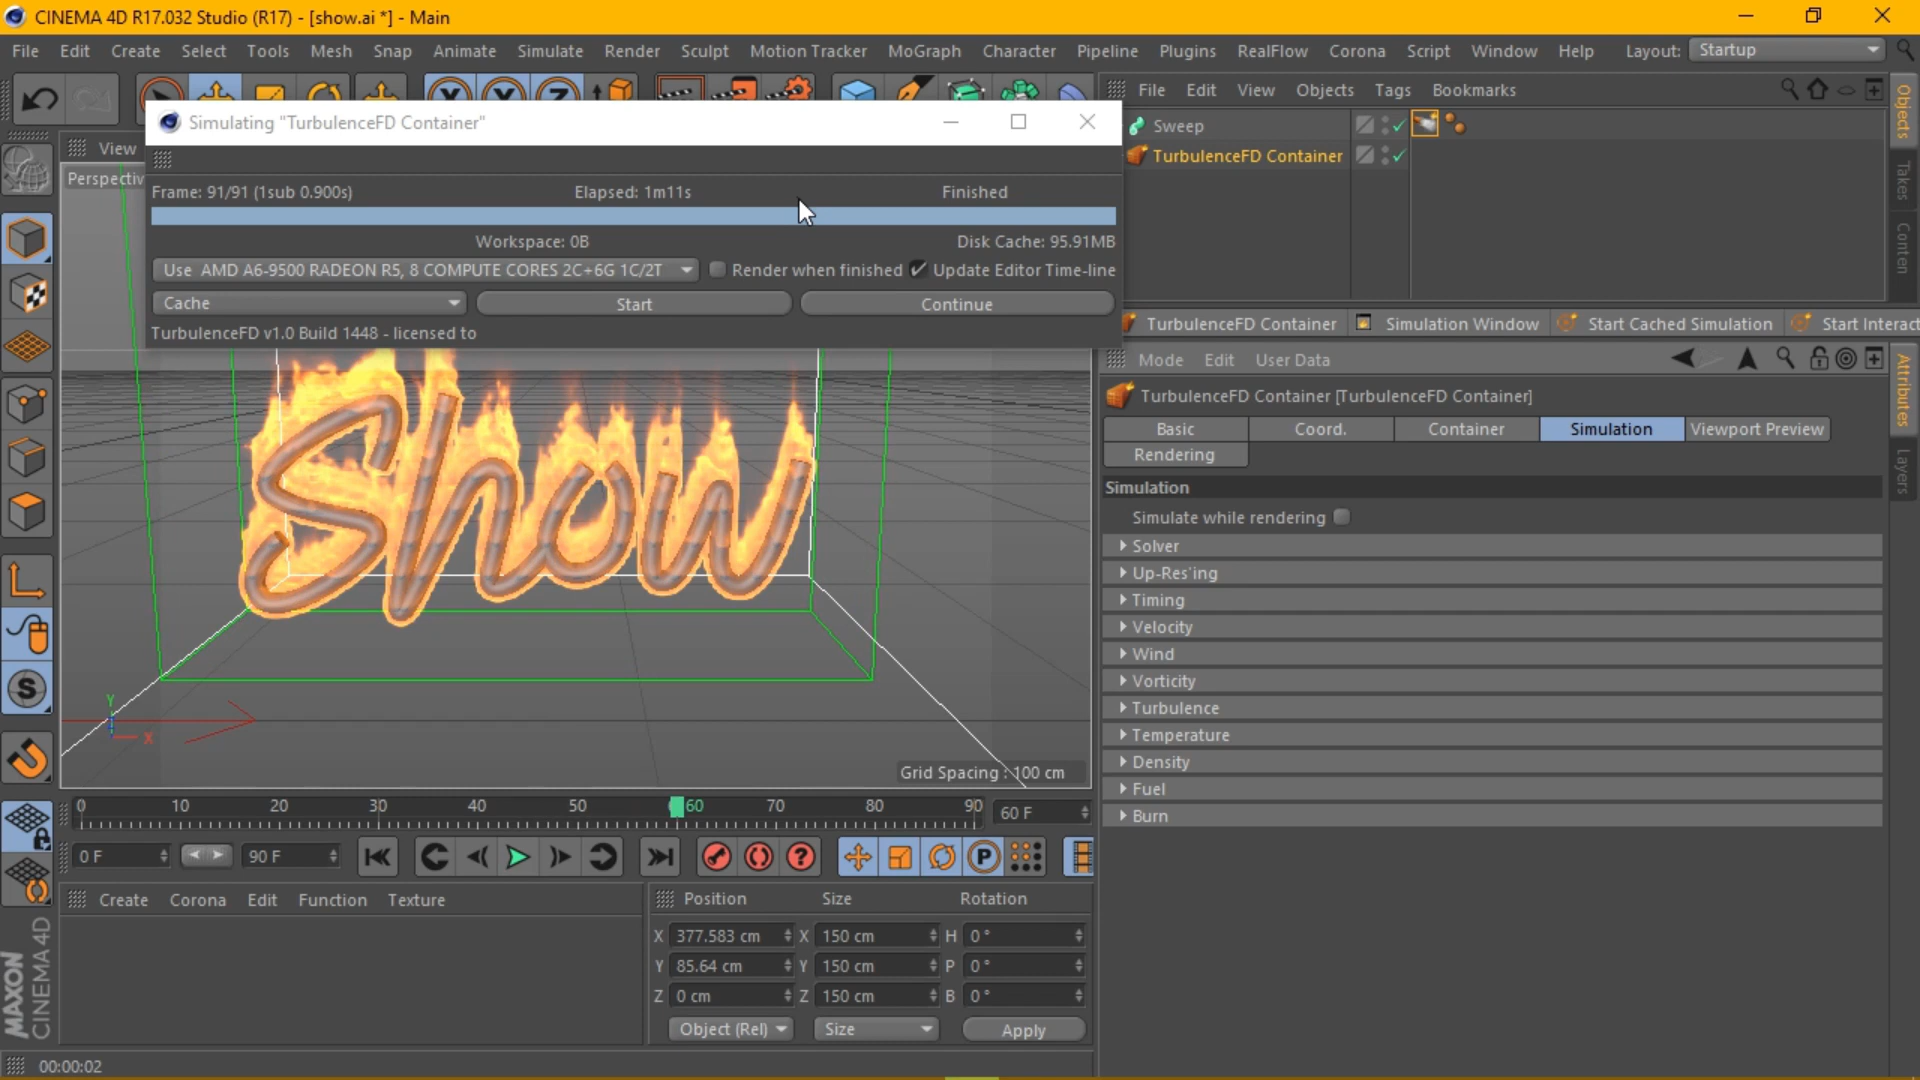 CINEMA 4D R17.032 Studio (R17) - [show.ai *] - Main
File Edit Create Select Tools Mesh Snap Animate Simulate Render Sculpt Motion Tracker MoGraph Character Pipeline Plugins RealFlow Corona Script Window Help Layout: Startup
File Edit View Objects Tags Bookmarks
Simulating "TurbulenceFD Container"
Sweep
TurbulenceFD Container
View
Perspectiv
Frame: 91/91 (1sub 0.900s) Elapsed: 1m11s Finished
Workspace: 0B Disk Cache: 95.91MB
Use AMD A6-9500 RADEON R5, 8 COMPUTE CORES 2C+6G 1C/2T Render when finished Update Editor Time-line
Cache Start Continue
TurbulenceFD v1.0 Build 1448 - licensed to
TurbulenceFD Container Simulation Window Start Cached Simulation Start Interact
Mode Edit User Data
TurbulenceFD Container [TurbulenceFD Container]
Basic Coord. Container Simulation Viewport Preview
Rendering
Simulation
Simulate while rendering
Solver
Up-Res'ing
Timing
Velocity
Wind
Vorticity
Turbulence
Temperature
Density
Fuel
Burn
Objects
Takes
Conten
Attributes
Layers
Show
Y
X
Grid Spacing : 100 cm
0 10 20 30 40 50 60 70 80 90 60 F
0 F 90 F
Create Corona Edit Function Texture
Position Size Rotation
X 377.583 cm X 150 cm H 0 °
Y 85.64 cm Y 150 cm P 0 °
Z 0 cm Z 150 cm B 0 °
Object (Rel) Size Apply
MAXON
CINEMA 4D
00:00:02